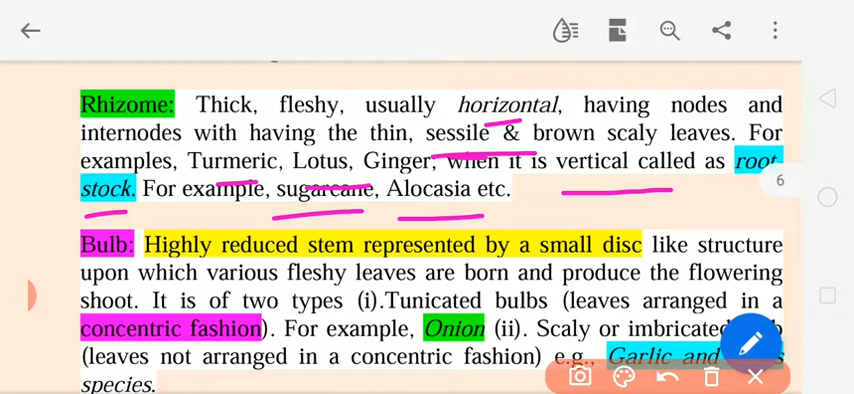 Rhizome: Thick, fleshy, usually horizontal, having nodes and
internodes with having the thin, sessile & brown scaly leaves. For
examples, Turmeric, Lotus, Ginger, when it is vertical called as root
stock. For example, sugarcane, Alocasia etc.
6
Bulb: Highly reduced stem represented by a small disc like structure
upon which various fleshy leaves are born and produce the flowering
shoot. It is of two types (i).Tunicated bulbs (leaves arranged in a
concentric fashion). For example, Onion (ii). Scaly or imbricated
(leaves not arranged in a concentric fashion) e.g., Garlic and
species.